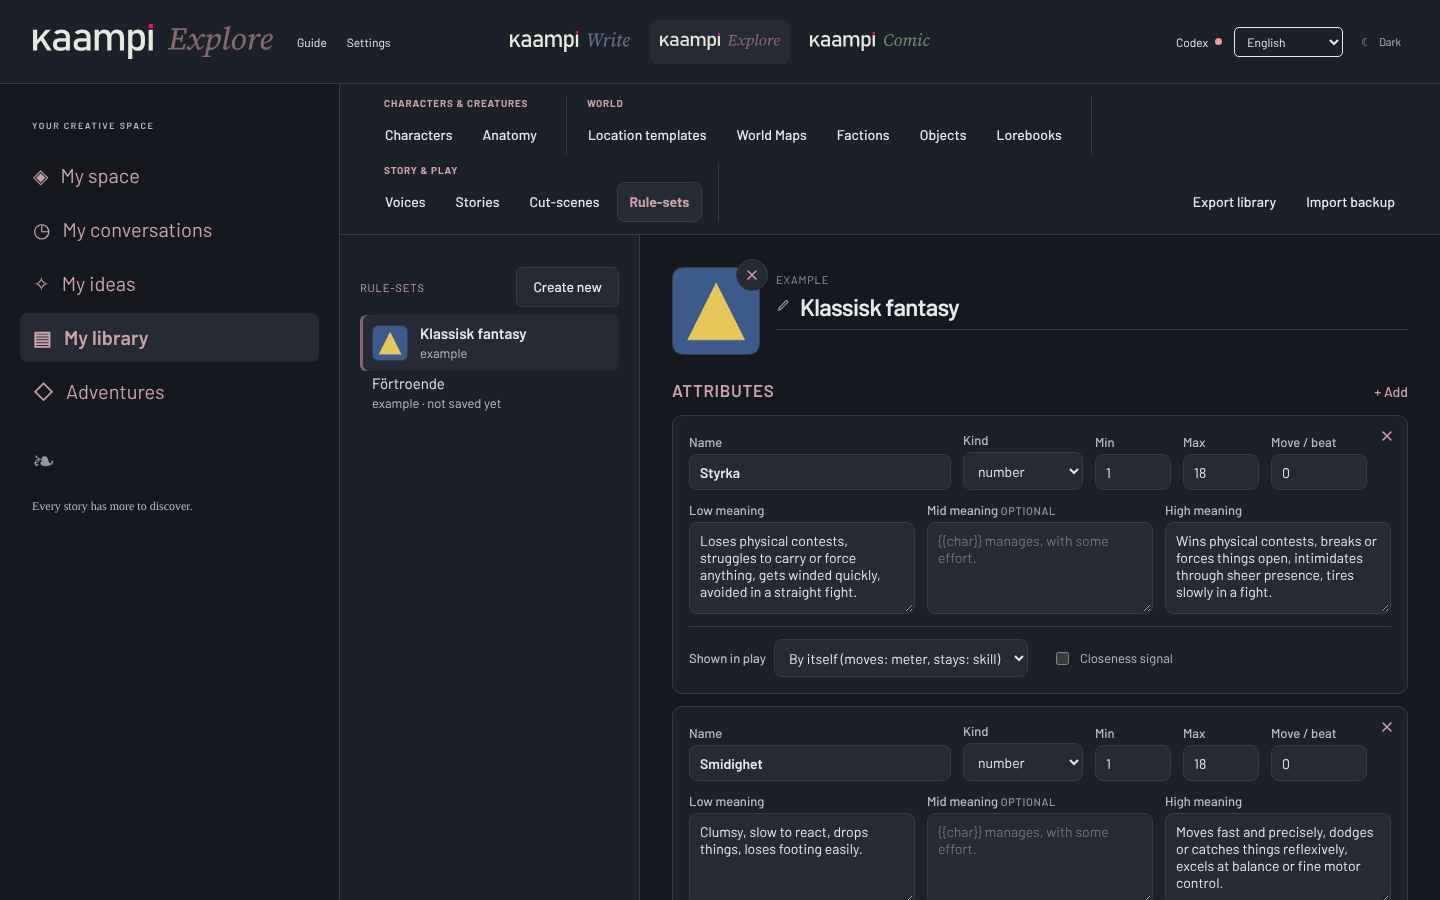 Kaampi Explore
Guide
Settings
Kaampi Write
Kaampi Explore
Kaampi Comic
Codex
English
Dark
YOUR CREATIVE SPACE
My space
My conversations
My ideas
My library
Adventures
Every story has more to discover.
CHARACTERS & CREATURES
Characters
Anatomy
WORLD
Location templates
World Maps
Factions
Objects
Lorebooks
STORY & PLAY
Voices
Stories
Cut-scenes
Rule-sets
Export library
Import backup
RULE-SETS
Create new
Klassisk fantasy
example
Förtroende
example · not saved yet
EXAMPLE
Klassisk fantasy
ATTRIBUTES
+ Add
Name
Kind
Min
Max
Move / beat
Styrka
number
1
18
0
Low meaning
Mid meaning OPTIONAL
High meaning
Loses physical contests,
struggles to carry or force
anything, gets winded quickly,
avoided in a straight fight.
{{char}} manages, with some
effort.
Wins physical contests, breaks or
forces things open, intimidates
through sheer presence, tires
slowly in a fight.
Shown in play
By itself (moves: meter, stays: skill)
Closeness signal
Name
Kind
Min
Max
Move / beat
Smidighet
number
1
18
0
Low meaning
Mid meaning OPTIONAL
High meaning
Clumsy, slow to react, drops
things, loses footing easily.
{{char}} manages, with some
effort.
Moves fast and precisely, dodges
or catches things reflexively,
excels at balance or fine motor
control.